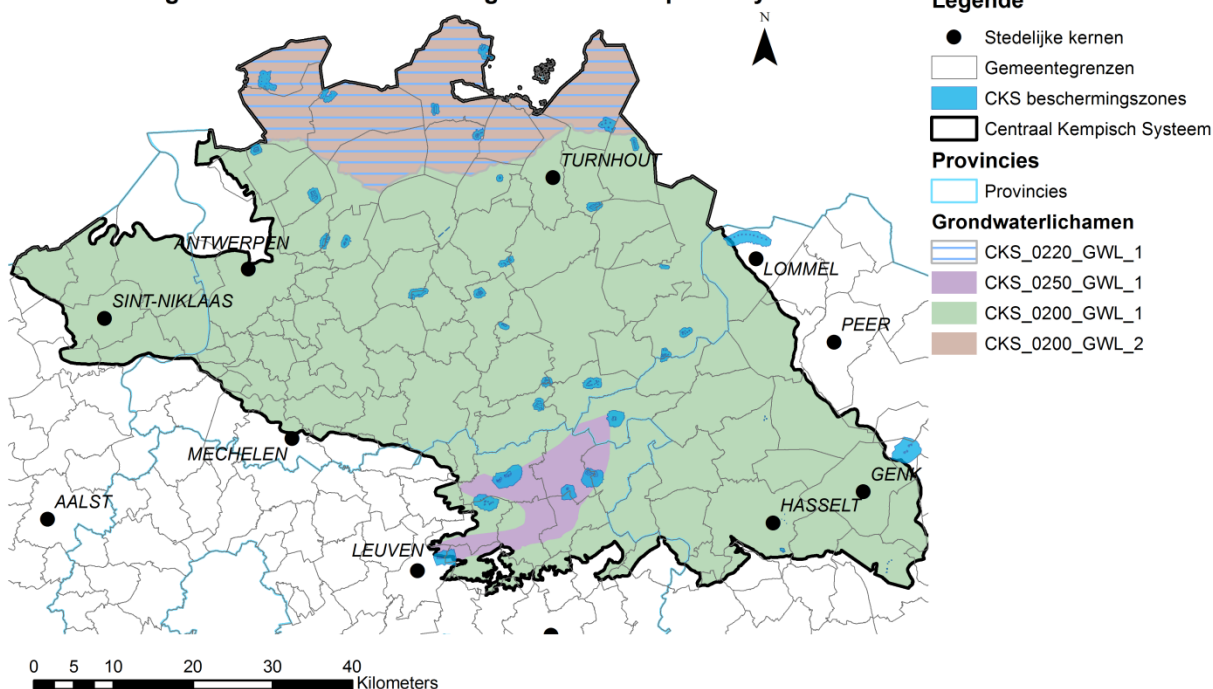 Legende
N
Stedelijke kernen
Gemeentegrenzen
CKS beschermingszones
Centraal Kempisch Systeem
Provincies
Provincies
Grondwaterlichamen
CKS_0220_GWL_1
CKS_0250_GWL_1
CKS_0200_GWL_1
CKS_0200_GWL_2
TURNHOUT
ANTWERPEN
LOMMEL
SINT-NIKLAAS
PEER
MECHELEN
GENK
AALST
HASSELT
LEUVEN
0 5 10 20 30 40
Kilometers